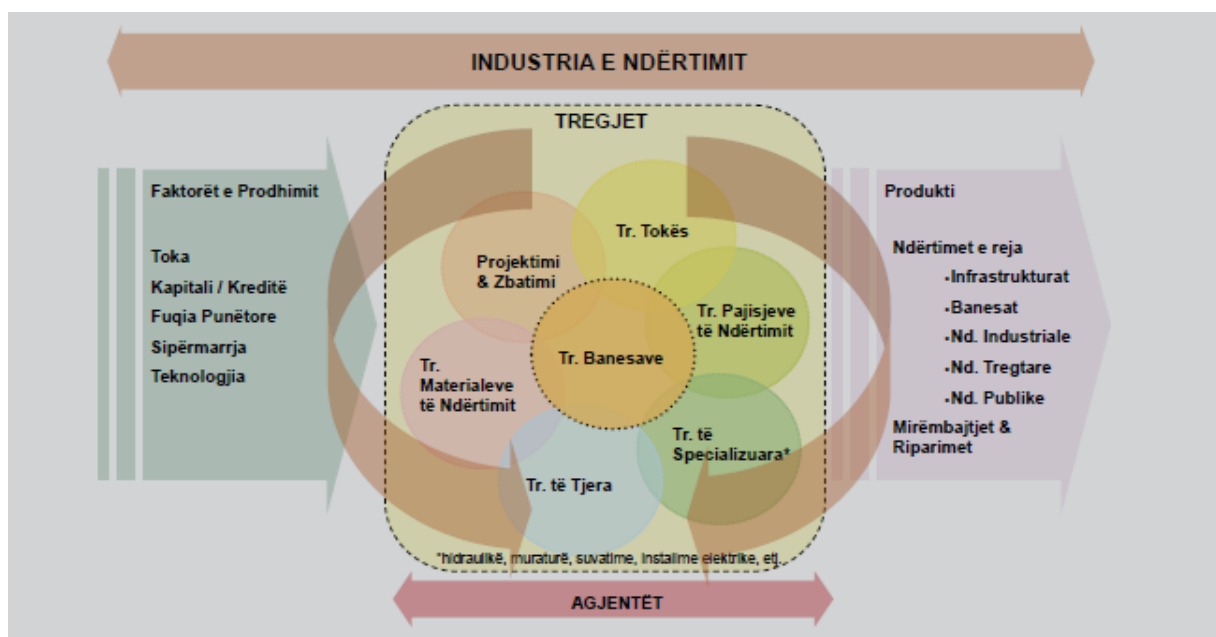 INDUSTRIA E NDËRTIMIT
TREGJET
Faktorët e Prodhimit
Toka
Kapitali / Kreditë
Fuqia Punëtore
Sipërmarrja
Teknologjia
Tr. Tokës
Projektimi
& Zbatimi
Tr. Pajisjeve
të Ndërtimit
Tr. Banesave
Tr.
Materialeve
të Ndërtimit
Tr. të
Specializuara*
Tr. të Tjera
*hidraulikë, muraturë, suvatime, instalime elektrike, etj.
Produkti
Ndërtimet e reja
•Infrastrukturat
•Banesat
•Nd. Industriale
•Nd. Tregtare
•Nd. Publike
Mirëmbajtjet &
Riparimet
AGJENTËT